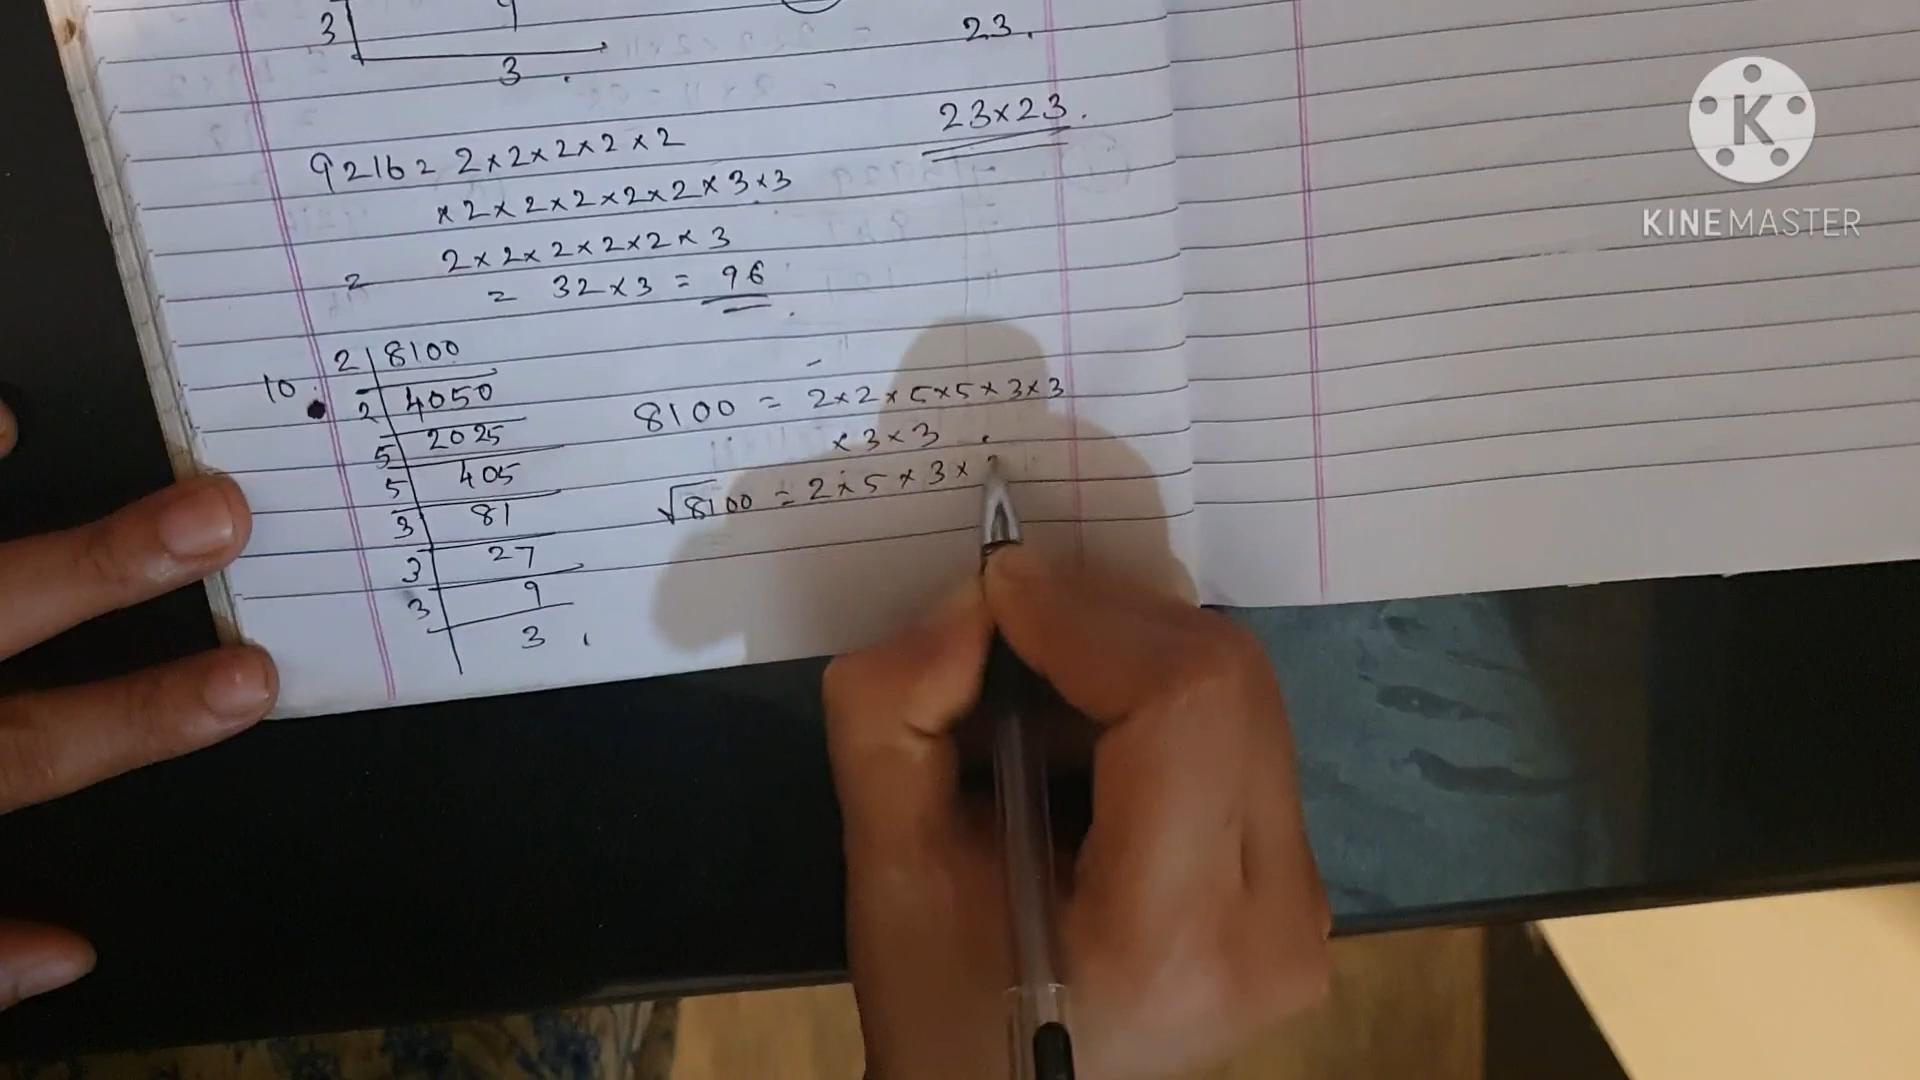 3
3.
23.
23×23.
9216 = 2×2×2×2×2
×2×2×2×2×2×3×3
= 2×2×2×2×2×3
= 32×3 = 96
10. 2 8100
2 4050
5 2025
5 405
3 81
3 27
3 9
3
8100 = 2×2×5×5×3×3
×3×3
√8100 = 2×5×3×
K
KINEMASTER